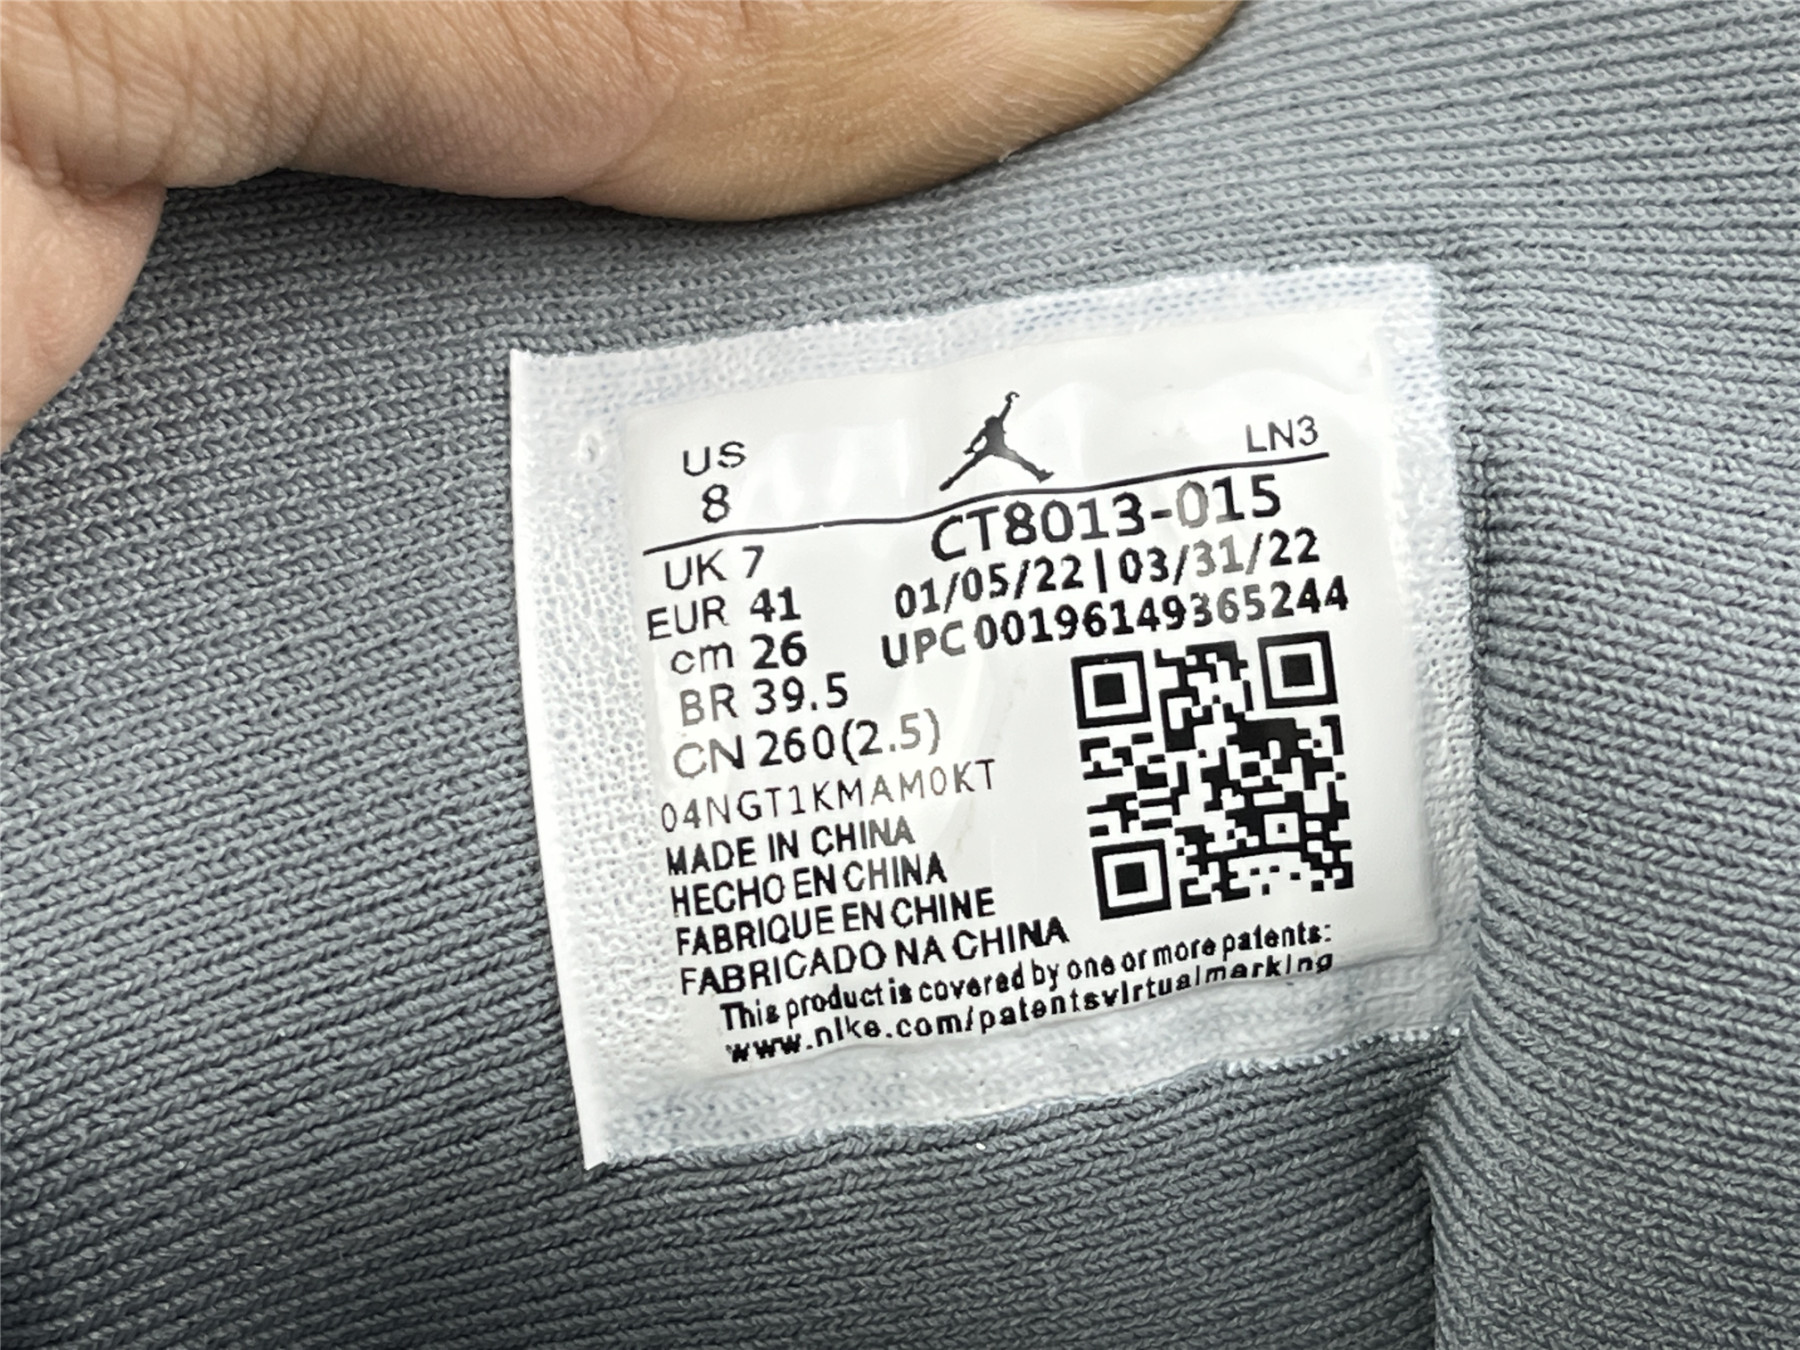 US
8
LN3
UK 7
EUR 41
cm 26
BR 39.5
CN 260(2.5)
CT8013-015
01/05/22|03/31/22
UPC 00196149365244
04NGT1KMAM0KT
MADE IN CHINA
HECHO EN CHINA
FABRIQUE EN CHINE
FABRICADO NA CHINA
This product is covered by one or more patents:
www.nike.com/patentsvirtualmarking